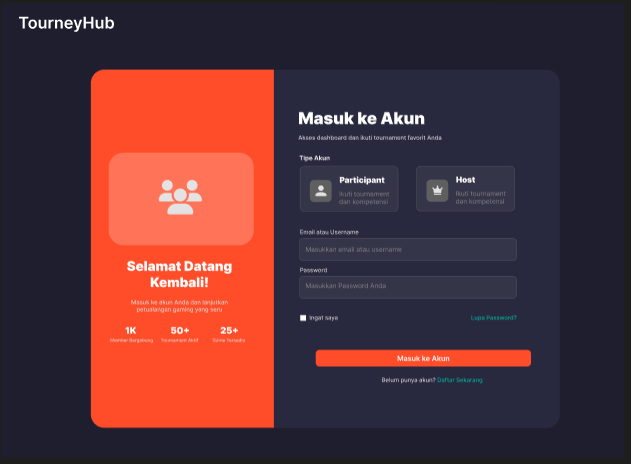 TourneyHub
Selamat Datang
Kembali!
Masuk ke akun Anda dan lanjutkan
petualangan gaming yang seru
1K
50+
25+
Member Bergabung
Tournament Aktif
Game Tersedia
Masuk ke Akun
Akses dashboard dan ikuti tournament favorit Anda
Tipe Akun
Participant
Ikuti tournament
dan kompetensi
Host
Ikuti tournament
dan kompetensi
Email atau Username
Masukkan email atau username
Password
Masukkan Password Anda
Ingat saya
Lupa Password?
Masuk ke Akun
Belum punya akun? Daftar Sekarang